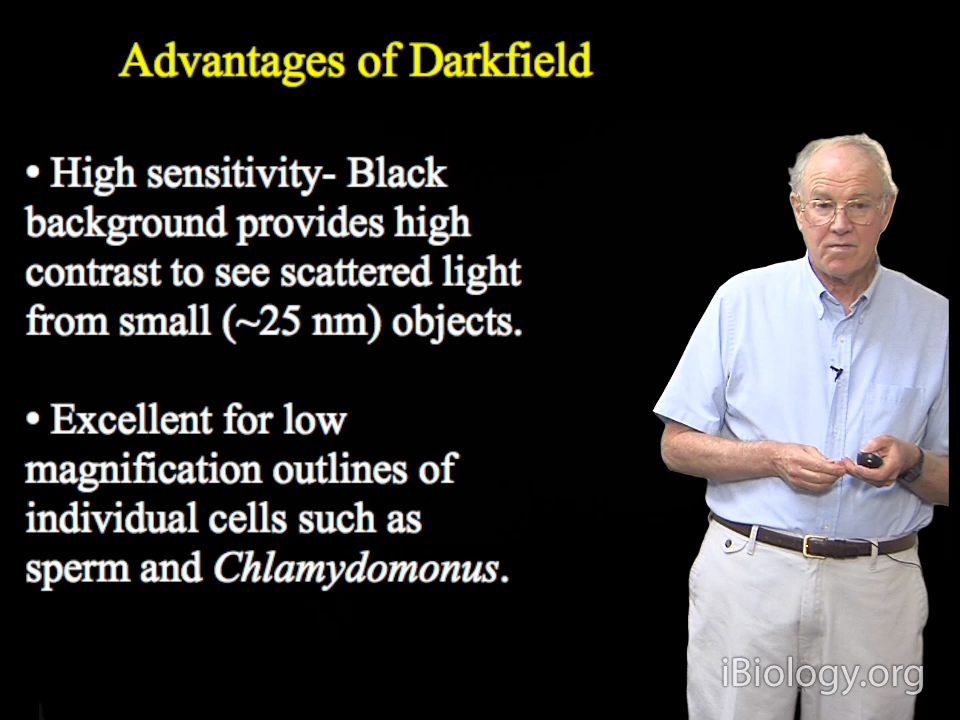 Advantages of Darkfield
• High sensitivity- Black
background provides high
contrast to see scattered light
from small (~25 nm) objects.
• Excellent for low
magnification outlines of
individual cells such as
sperm and Chlamydomonus.
iBiology.org